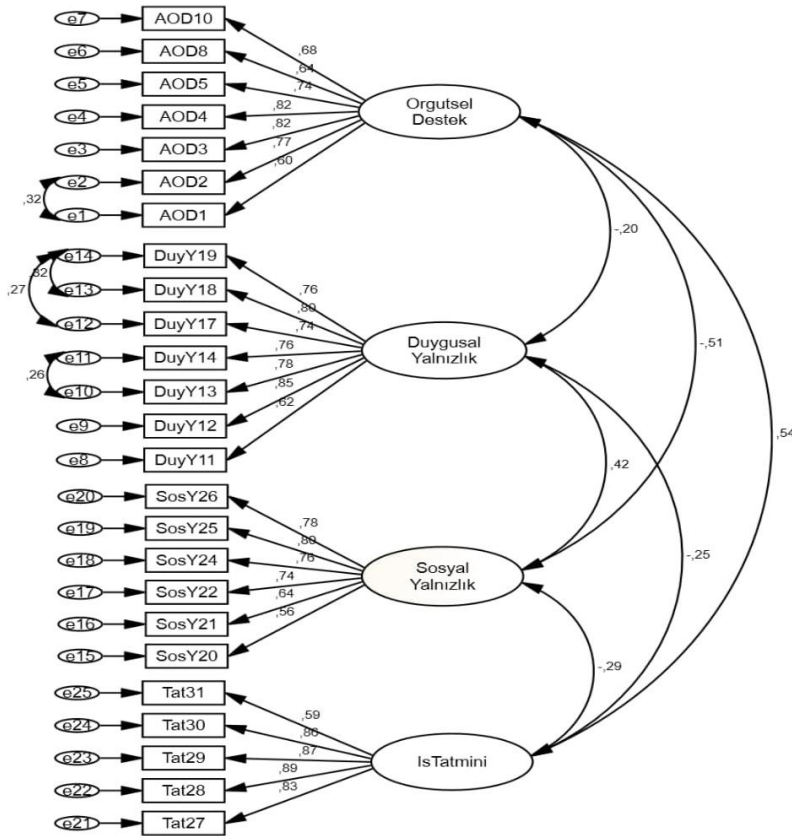 e7 AOD10
e6 AOD8
e5 AOD5
e4 AOD4
e3 AOD3
e2 AOD2
e1 AOD1
,32
,68
,64
,74
,82
,82
,77
,60
Orgutsel
Destek
e14 DuyY19
e13 DuyY18
e12 DuyY17
e11 DuyY14
e10 DuyY13
e9 DuyY12
e8 DuyY11
,32
,27
,26
,76
,80
,74
,76
,78
,85
,62
Duygusal
Yalnızlık
e20 SosY26
e19 SosY25
e18 SosY24
e17 SosY22
e16 SosY21
e15 SosY20
,78
,80
,76
,74
,64
,56
Sosyal
Yalnızlık
e25 Tat31
e24 Tat30
e23 Tat29
e22 Tat28
e21 Tat27
,59
,86
,87
,89
,83
IsTatmini
-,20
-,51
,54
,42
-,25
-,29